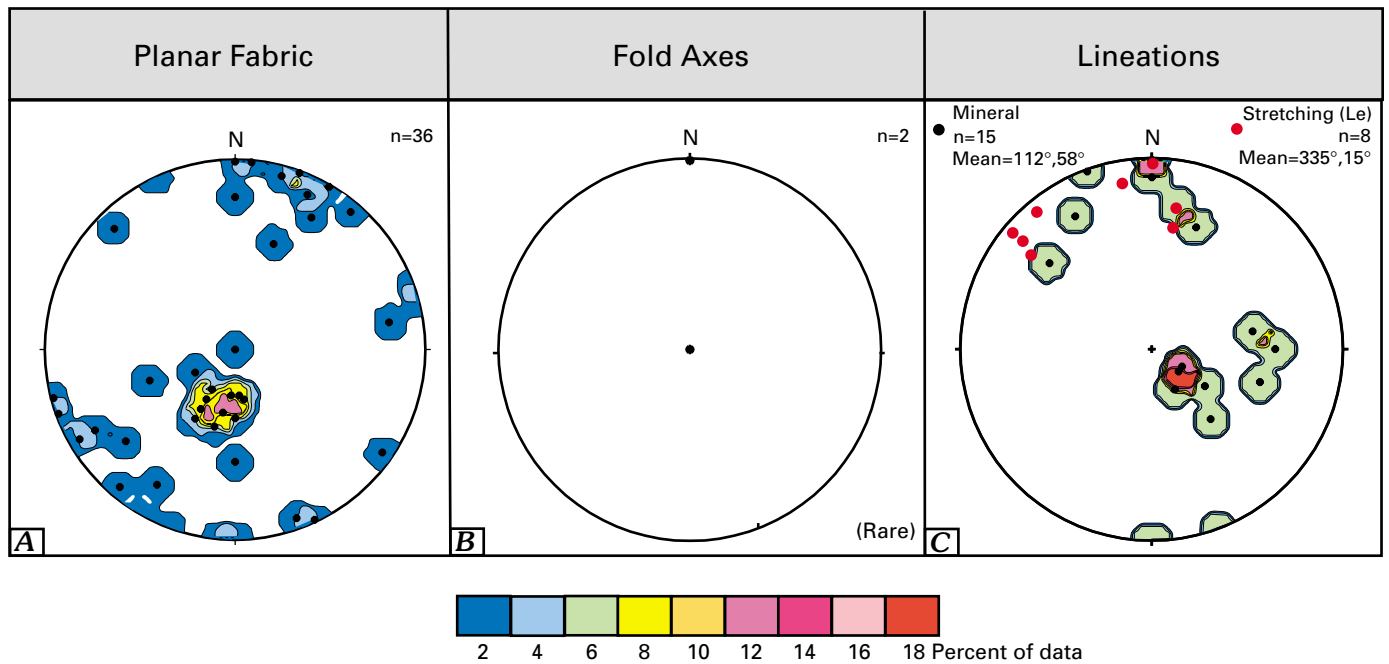 Planar Fabric
Fold Axes
Lineations
N
n=36
A
N
n=2
(Rare)
B
Mineral
n=15
Mean=112°,58°
N
Stretching (Le)
n=8
Mean=335°,15°
C
2 4 6 8 10 12 14 16 18 Percent of data